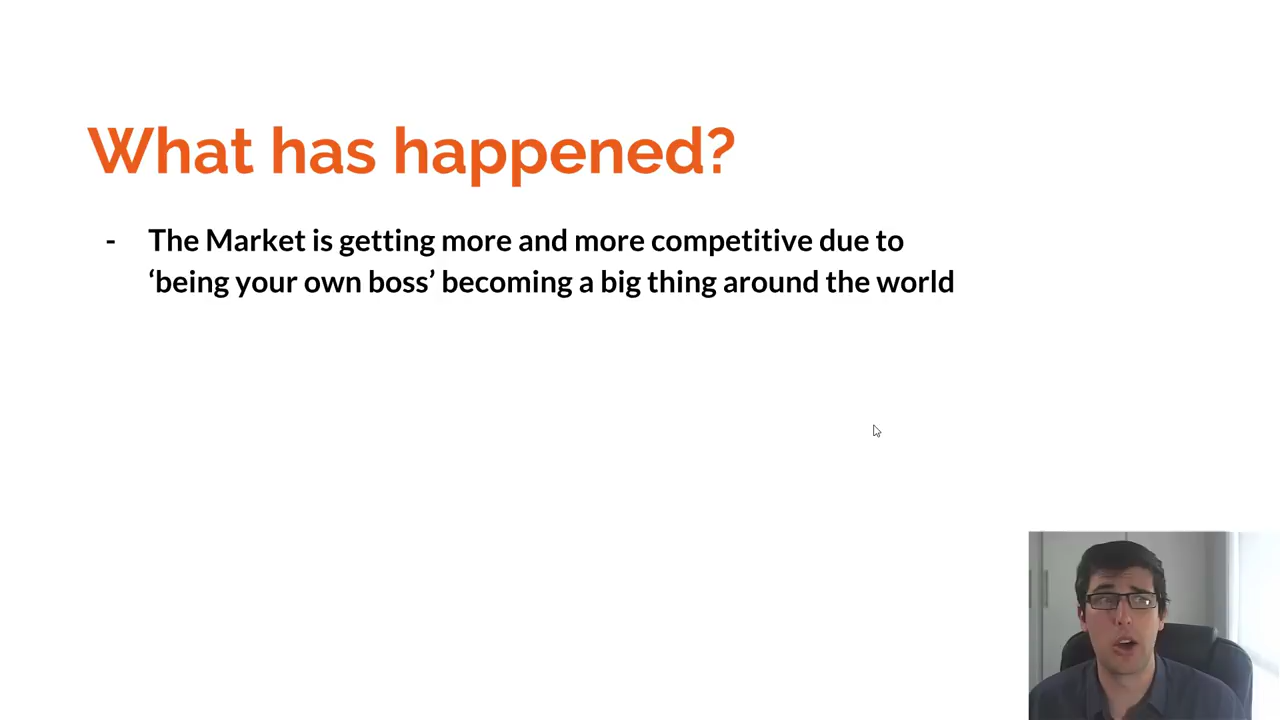 What has happened?
- The Market is getting more and more competitive due to
‘being your own boss’ becoming a big thing around the world